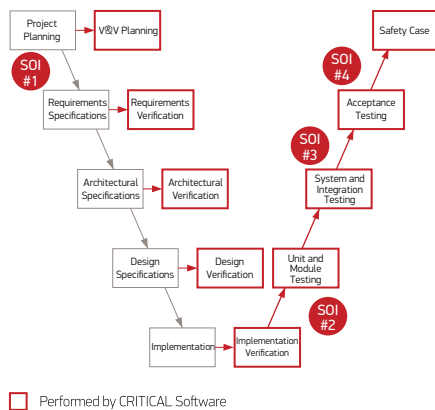 Project
Planning
V&V Planning
Safety Case
SOI
#1
SOI
#4
Requirements
Specifications
Requirements
Verification
Acceptance
Testing
SOI
#3
Architectural
Specifications
Architectural
Verification
System and
Integration
Testing
Design
Specifications
Design
Verification
Unit and
Module
Testing
SOI
#2
Implementation
Implementation
Verification
Performed by CRITICAL Software